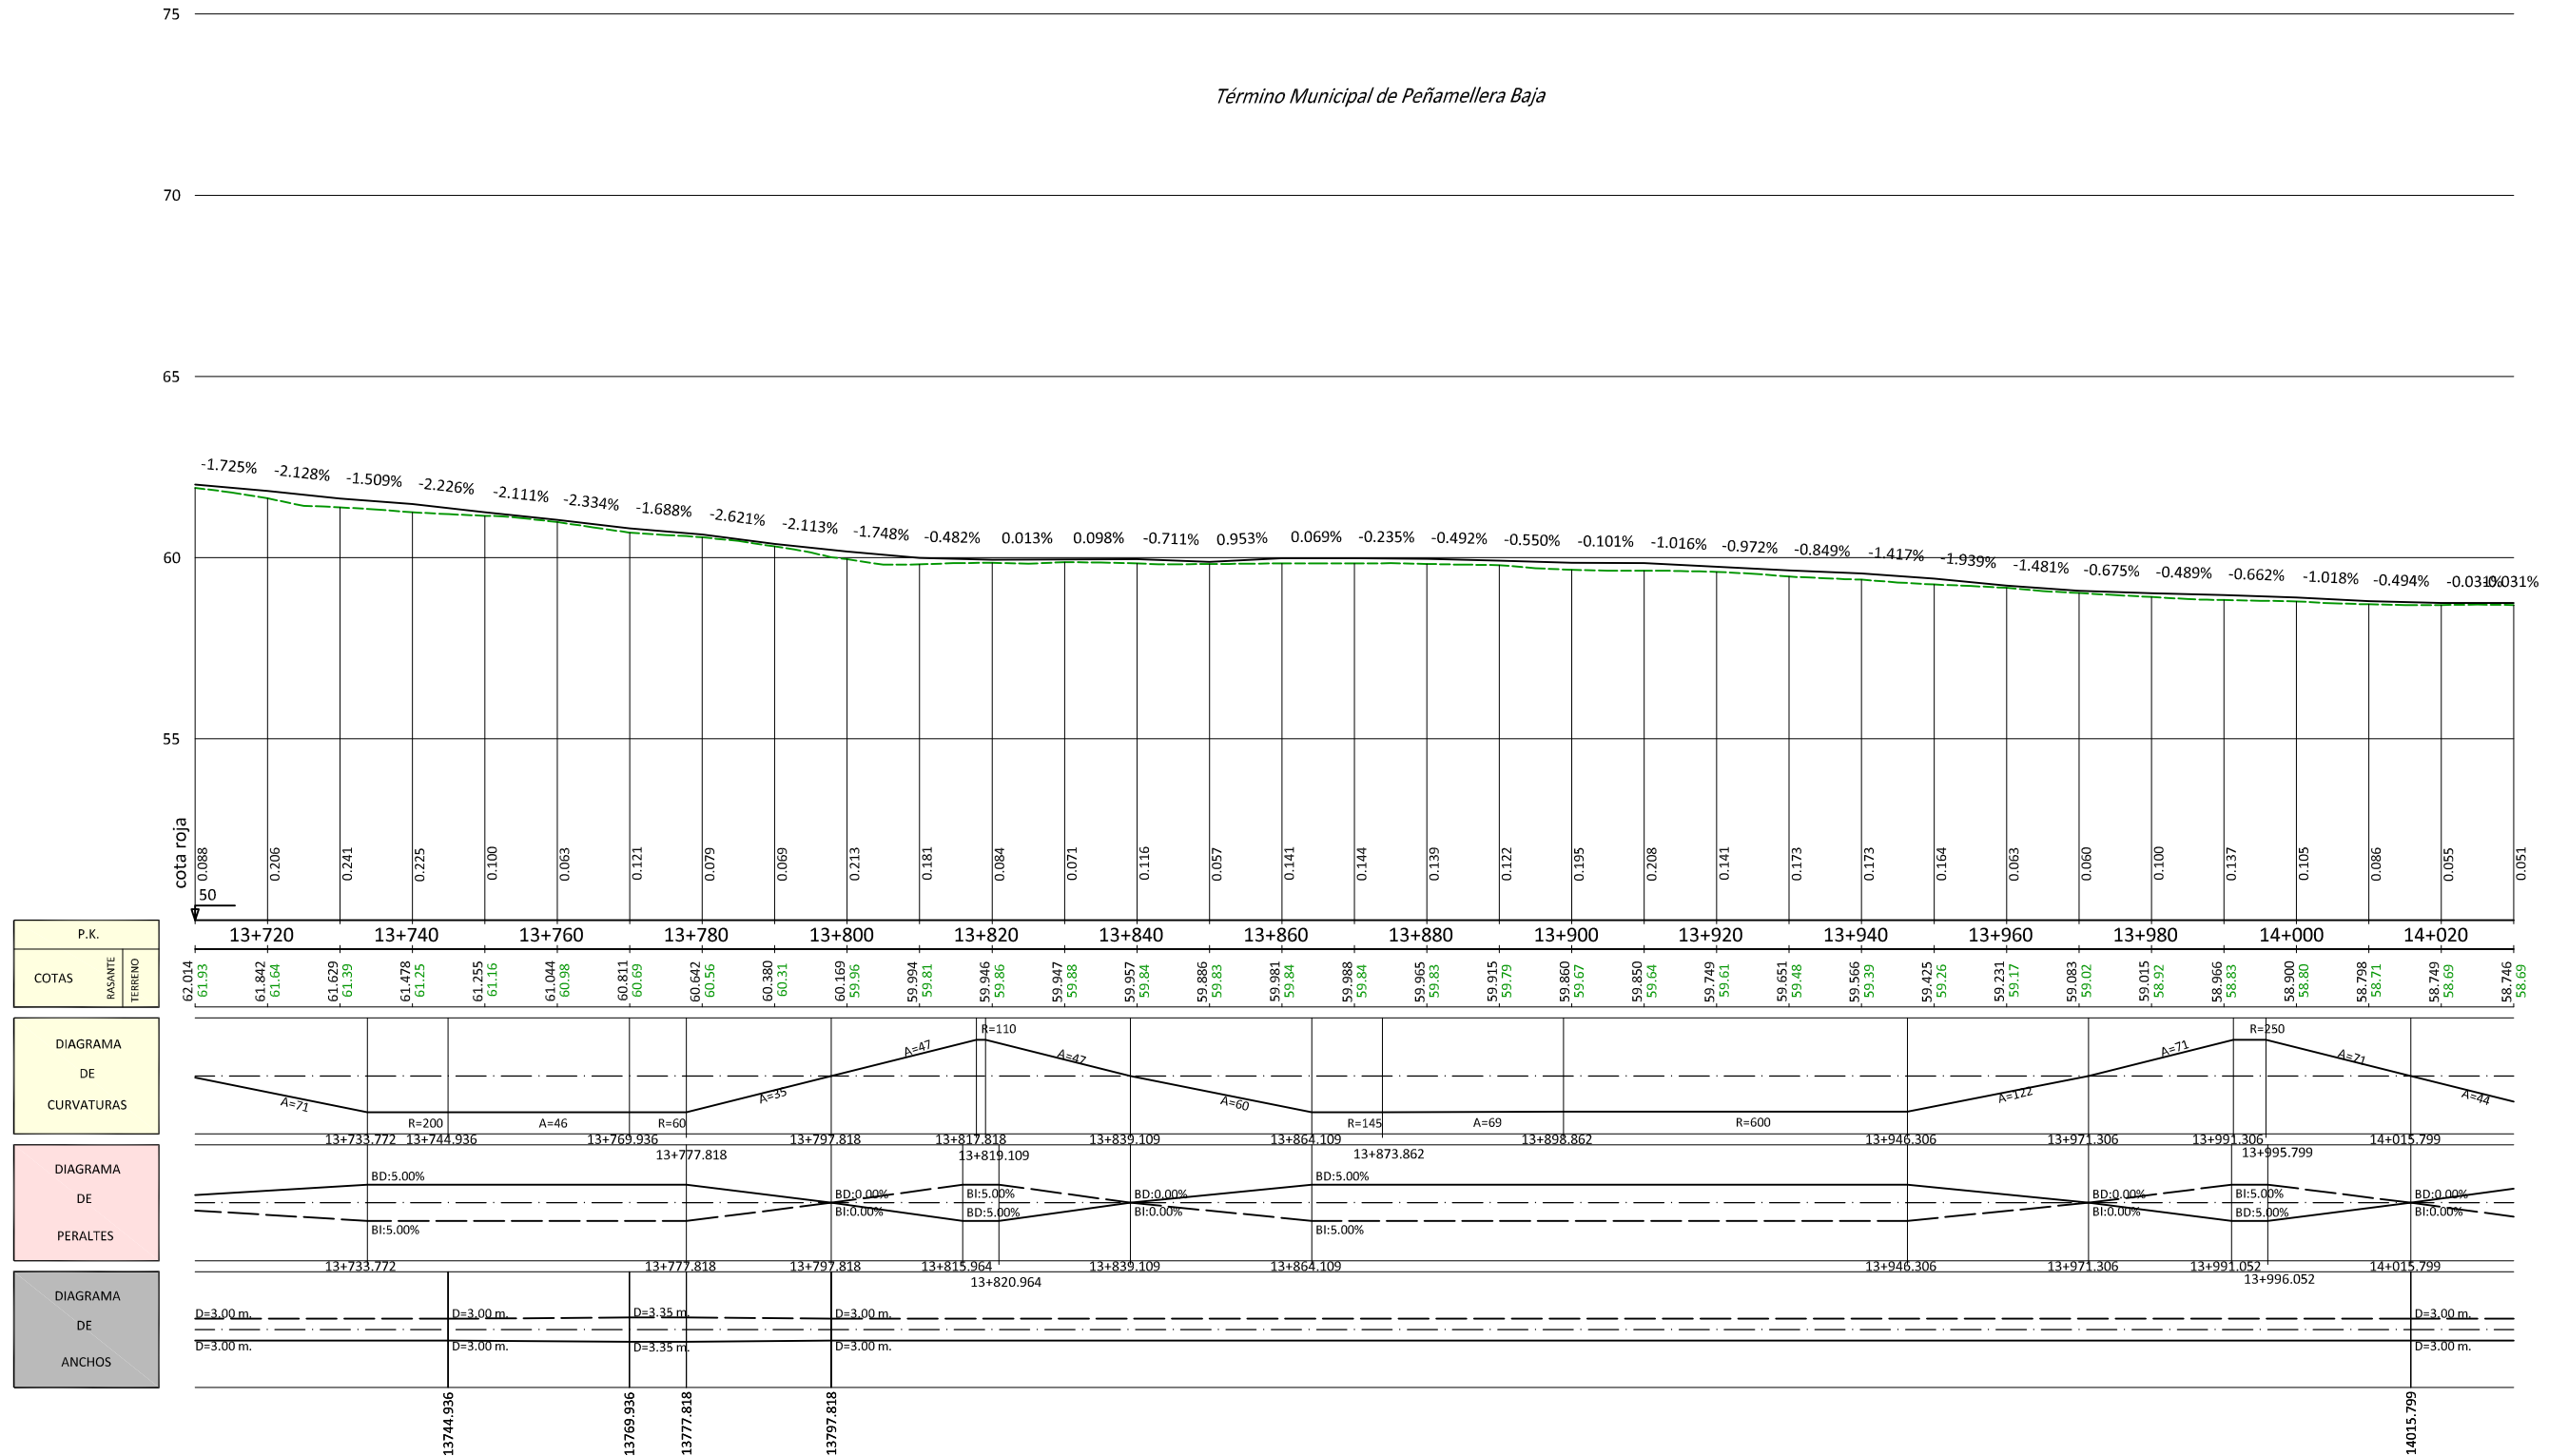 75
Término Municipal de Peñamellera Baja
70
65
-1.725% -2.128% -1.509% -2.226% -2.111% -2.334% -1.688% -2.621% -2.113% -1.748% -0.482% 0.013% 0.098% -0.711% 0.953% 0.069% -0.235% -0.492% -0.550% -0.101% -1.016% -0.972% -0.849% -1.417% -1.939% -1.481% -0.675% -0.489% -0.662% -1.018% -0.494% -0.031% -0.031%
60
55
cota roja
0.088 0.206 0.241 0.225 0.100 0.063 0.121 0.079 0.069 0.213 0.181 0.084 0.071 0.116 0.057 0.141 0.144 0.139 0.122 0.195 0.208 0.141 0.173 0.173 0.164 0.063 0.060 0.100 0.137 0.105 0.086 0.055 0.051
50
P.K.
13+720 13+740 13+760 13+780 13+800 13+820 13+840 13+860 13+880 13+900 13+920 13+940 13+960 13+980 14+000 14+020
COTAS
RASANTE
TERRENO
62.014 61.842 61.629 61.478 61.255 61.044 60.811 60.642 60.380 60.169 59.994 59.946 59.947 59.957 59.886 59.981 59.988 59.965 59.915 59.860 59.850 59.749 59.651 59.566 59.425 59.231 59.083 59.015 58.966 58.900 58.798 58.749 58.746
61.93 61.64 61.39 61.25 61.16 60.98 60.69 60.56 60.31 59.96 59.81 59.86 59.88 59.84 59.83 59.84 59.84 59.83 59.79 59.67 59.64 59.61 59.48 59.39 59.26 59.17 59.02 58.92 58.83 58.80 58.71 58.69 58.69
DIAGRAMA
DE
CURVATURAS
R=110 R=250
A=47 A=47 A=71 A=71
A=71 A=35 A=60 A=122 A=44
R=200 A=46 R=60 R=145 A=69 R=600
13+733.772 13+744.936 13+769.936 13+797.818 13+817.818 13+839.109 13+864.109 13+898.862 13+946.306 13+971.306 13+991.306 14+015.799
13+777.818 13+819.109 13+873.862 13+995.799
DIAGRAMA
DE
PERALTES
BD:5.00% BD:5.00%
BD:0.00% BI:5.00% BD:0.00% BD:0.00% BI:5.00% BD:0.00%
BI:0.00% BD:5.00% BI:0.00% BI:0.00% BD:5.00% BI:0.00%
BI:5.00% BI:5.00%
13+733.772 13+777.818 13+797.818 13+815.964 13+839.109 13+864.109 13+946.306 13+971.306 13+991.052 14+015.799
13+820.964 13+996.052
DIAGRAMA
DE
ANCHOS
D=3.00 m. D=3.00 m. D=3.35 m. D=3.00 m. D=3.00 m.
D=3.00 m. D=3.00 m. D=3.35 m. D=3.00 m. D=3.00 m.
13744.936 13769.936 13777.818 13797.818 14015.799